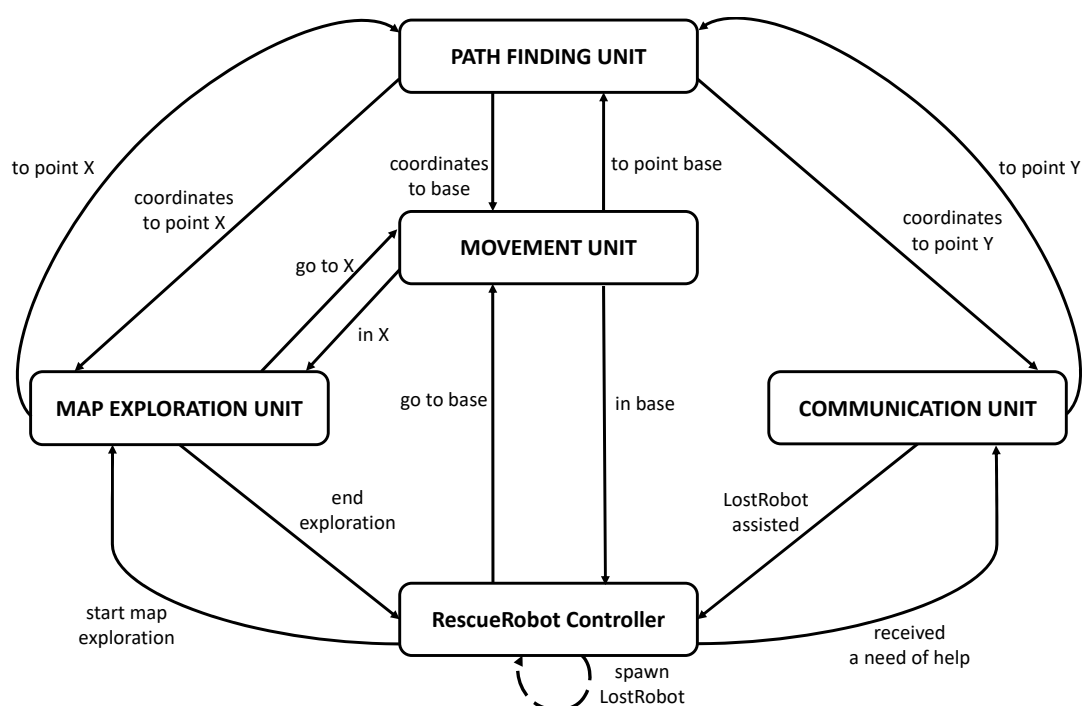 PATH FINDING UNIT
to point X
coordinates
to point X
coordinates
to base
to point base
to point Y
coordinates
to point Y
MOVEMENT UNIT
go to X
in X
MAP EXPLORATION UNIT
go to base
in base
COMMUNICATION UNIT
end
exploration
LostRobot
assisted
start map
exploration
RescueRobot Controller
received
a need of help
spawn
LostRobot